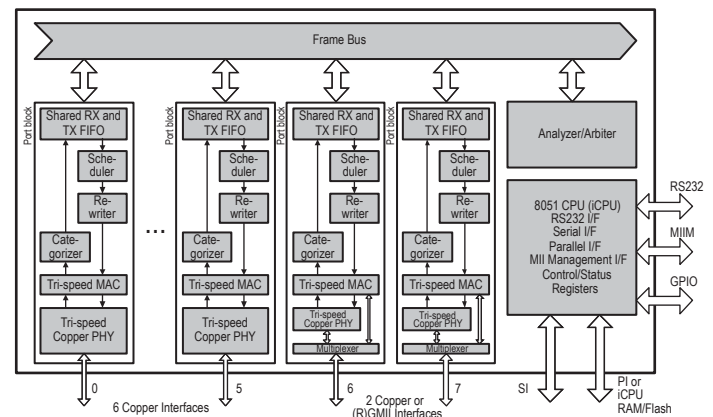 Frame Bus
Port block
Shared RX and
TX FIFO
Sche-
duler
Re-
writer
Cate-
gorizer
Tri-speed MAC
Tri-speed
Copper PHY
0
...
Port block
Shared RX and
TX FIFO
Sche-
duler
Re-
writer
Cate-
gorizer
Tri-speed MAC
Tri-speed
Copper PHY
5
6 Copper Interfaces
Port block
Shared RX and
TX FIFO
Sche-
duler
Re-
writer
Cate-
gorizer
Tri-speed MAC
Tri-speed
Copper PHY
Multiplexer
6
Port block
Shared RX and
TX FIFO
Sche-
duler
Re-
writer
Cate-
gorizer
Tri-speed MAC
Tri-speed
Copper PHY
Multiplexer
7
2 Copper or
(R)GMII Interfaces
Analyzer/Arbiter
8051 CPU (iCPU)
RS232 I/F
Serial I/F
Parallel I/F
MII Management I/F
Control/Status
Registers
RS232
MIIM
GPIO
SI
PI or
iCPU
RAM/Flash